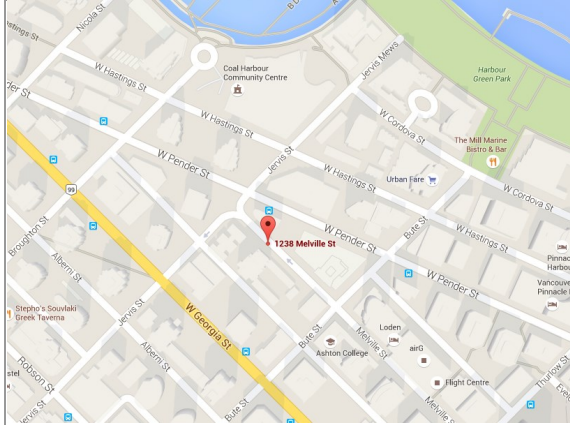 Nicola St
W Hastings St
Coal Harbour
Community Centre
Jervis Mews
Harbour
Green Park
W Hastings St
W Cordova St
The Mill Marine
Bistro & Bar
W Pender St
Jervis St
W Hastings St
Urban Fare
W Cordova St
99
W Pender St
Bute St
W Hastings St
1238 Melville St
Broughton St
Alberni St
W Pender St
Stepho's Souvlaki
Greek Taverna
Jervis St
W Georgia St
Bute St
Melville St
Loden
Ashton College
airG
Flight Centre
Alberni St
Robson St
Bute St
Melville St
Thurlow St